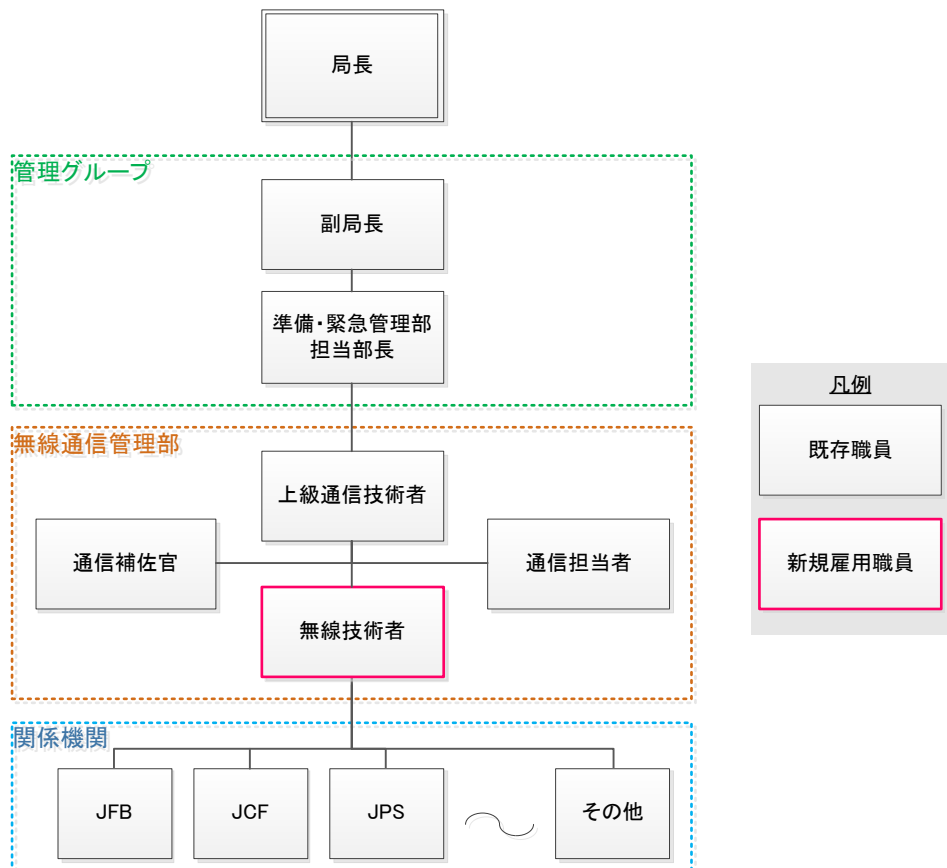 局長
管理グループ
副局長
準備・緊急管理部
担当部長
凡例
既存職員
新規雇用職員
無線通信管理部
上級通信技術者
通信補佐官
通信担当者
無線技術者
関係機関
JFB
JCF
JPS
その他